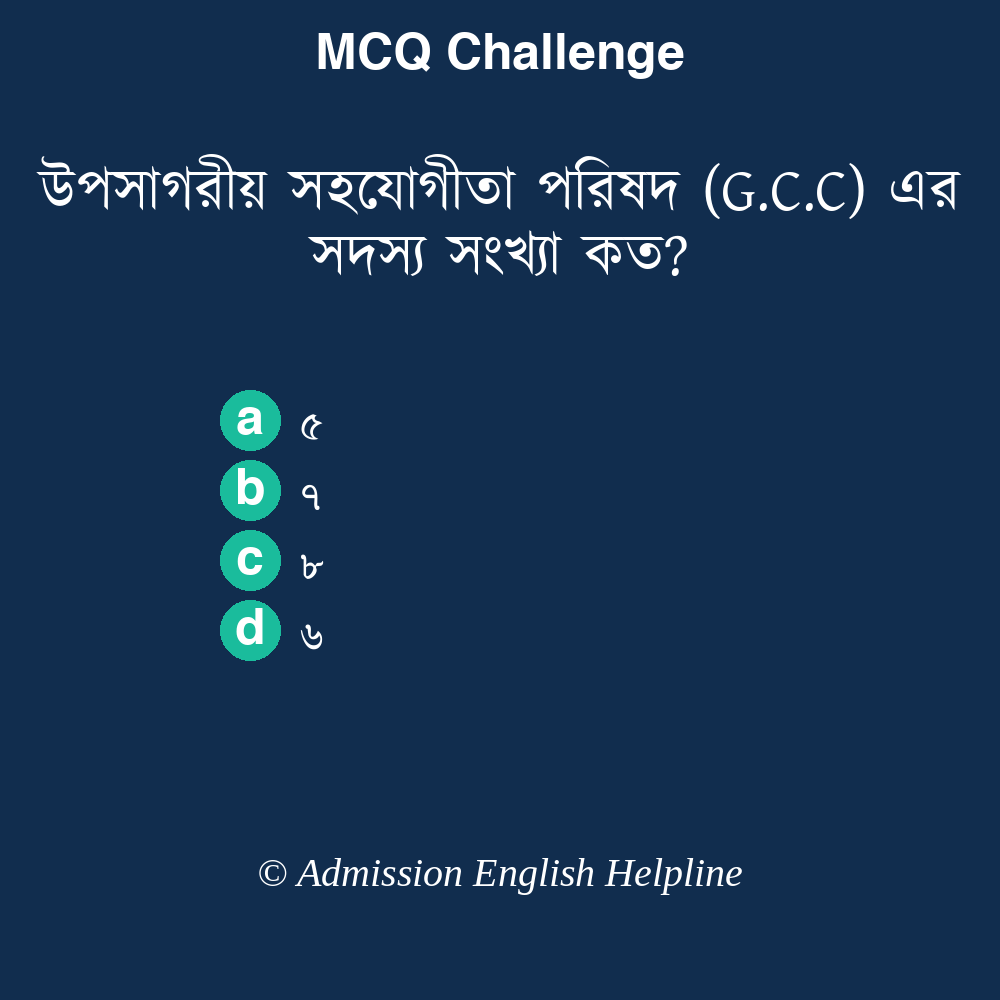 MCQ Challenge
উপসাগরীয় সহযোগীতা পরিষদ (G.C.C) এর
সদস্য সংখ্যা কত?
a ৫
b ৭
c ৮
d ৬
© Admission English Helpline